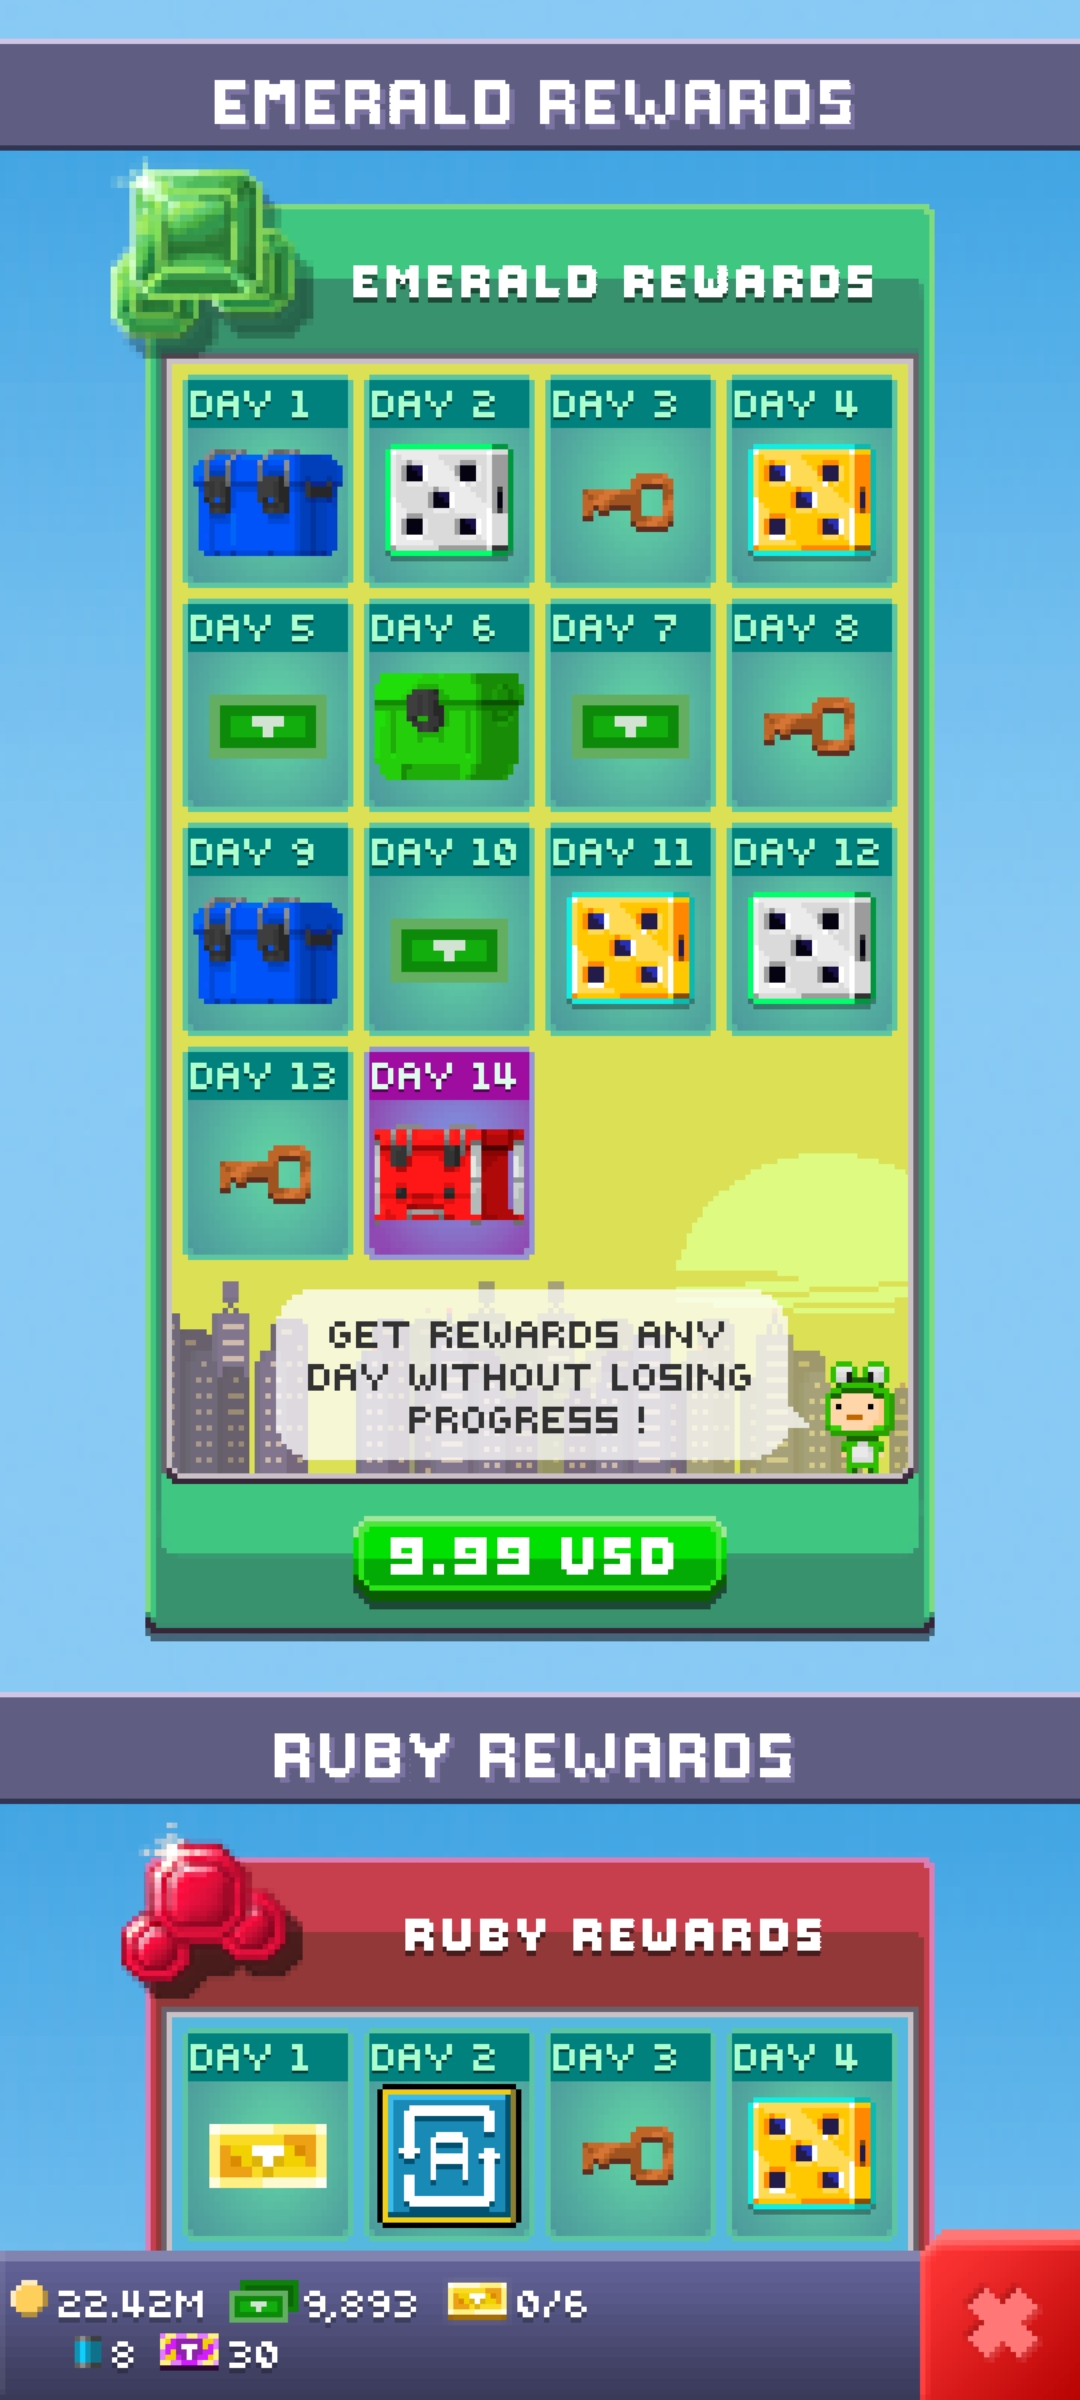 EMERALD REWARDS
EMERALD REWARDS
DAY 1 DAY 2 DAY 3 DAY 4
DAY 5 DAY 6 DAY 7 DAY 8
DAY 9 DAY 10 DAY 11 DAY 12
DAY 13 DAY 14
GET REWARDS ANY
DAY WITHOUT LOSING
PROGRESS !
9.99 USD
RUBY REWARDS
RUBY REWARDS
DAY 1 DAY 2 DAY 3 DAY 4
A
22.42M 9,893 0/6
8 T 30